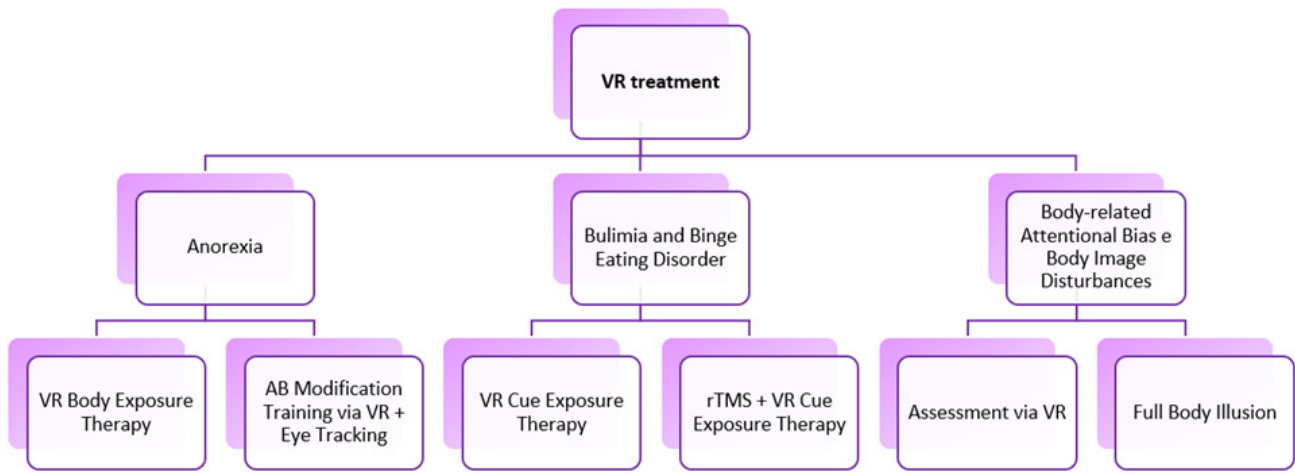 VR treatment
Anorexia
Bulimia and Binge
Eating Disorder
Body-related
Attentional Bias e
Body Image
Disturbances
VR Body Exposure
Therapy
AB Modification
Training via VR +
Eye Tracking
VR Cue Exposure
Therapy
rTMS + VR Cue
Exposure Therapy
Assessment via VR
Full Body Illusion